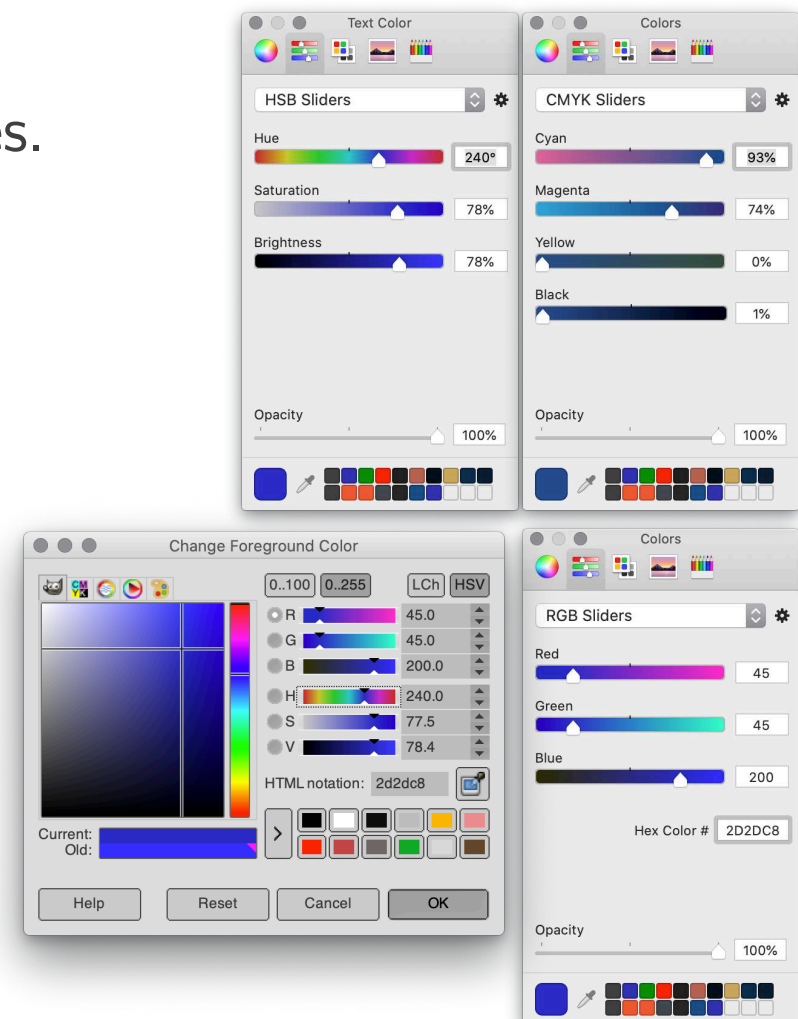 es.
Text Color
HSB Sliders
Hue
240°
Saturation
78%
Brightness
78%
Opacity
100%
Colors
CMYK Sliders
Cyan
93%
Magenta
74%
Yellow
0%
Black
1%
Opacity
100%
Change Foreground Color
CM
YK
0..100 0..255 LCh HSV
R 45.0
G 45.0
B 200.0
H 240.0
S 77.5
V 78.4
HTML notation: 2d2dc8
Current:
Old:
>
Help Reset Cancel OK
Colors
RGB Sliders
Red
45
Green
45
Blue
200
Hex Color # 2D2DC8
Opacity
100%